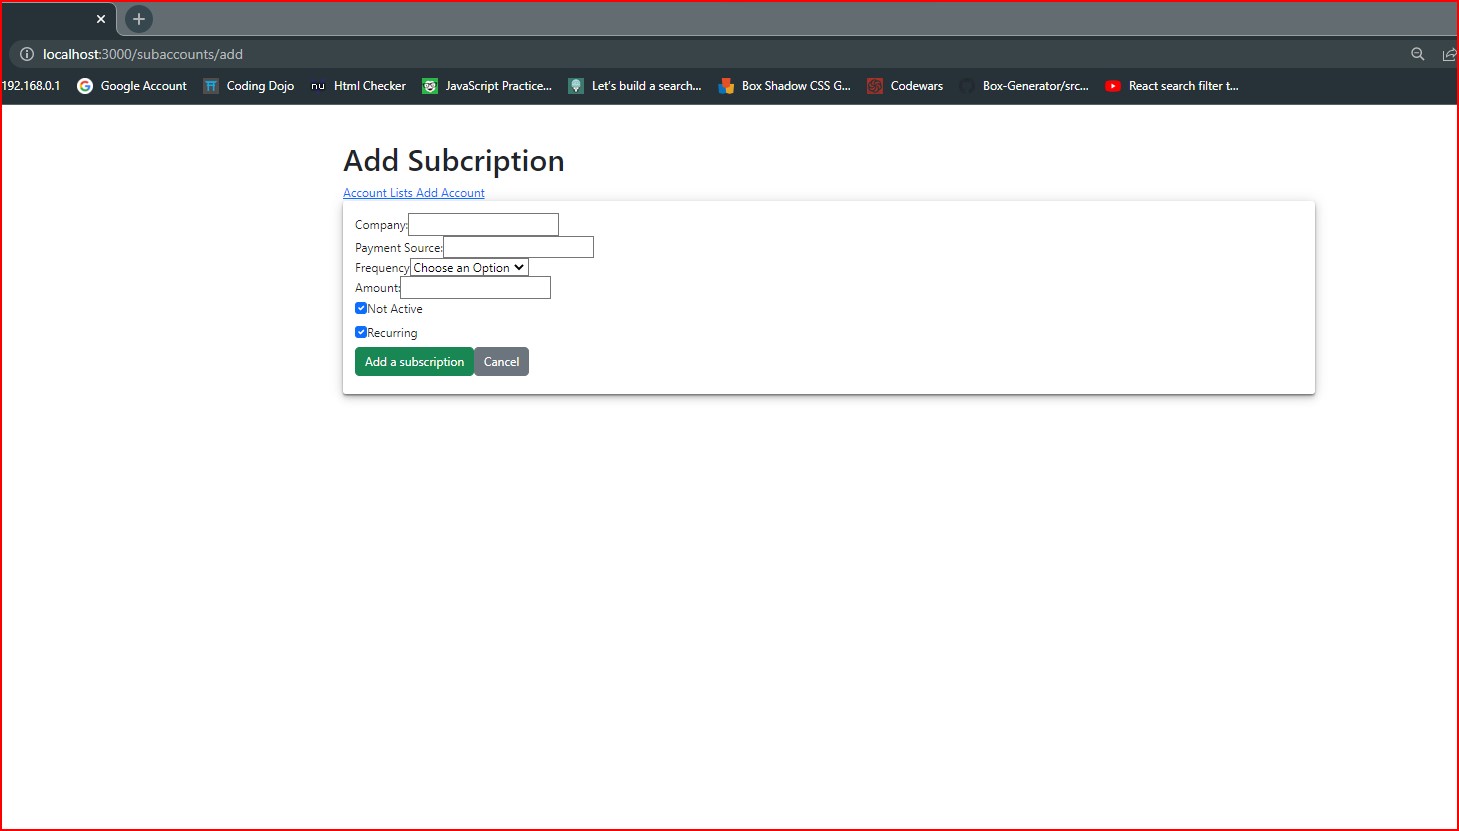 localhost:3000/subaccounts/add
192.168.0.1 Google Account Coding Dojo nu Html Checker JavaScript Practice... Let's build a search... Box Shadow CSS G... Codewars Box-Generator/src... React search filter t...
Add Subcription
Account Lists Add Account
Company:
Payment Source:
Frequency Choose an Option
Amount:
Not Active
Recurring
Add a subscription Cancel